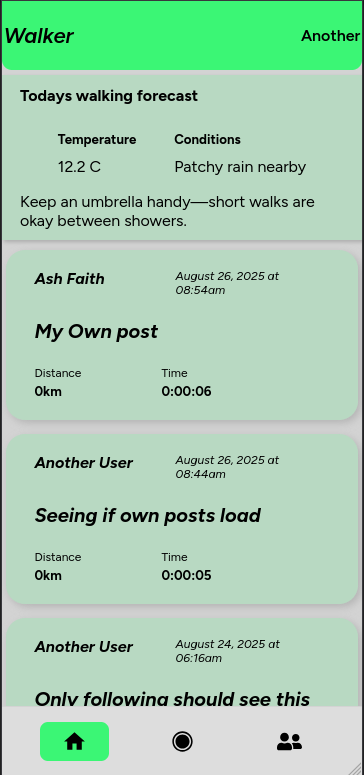 Walker
Another
Todays walking forecast
Temperature Conditions
12.2 C Patchy rain nearby
Keep an umbrella handy—short walks are
okay between showers.
Ash Faith
August 26, 2025 at
08:54am
My Own post
Distance Time
0km 0:00:06
Another User
August 26, 2025 at
08:44am
Seeing if own posts load
Distance Time
0km 0:00:05
Another User
August 24, 2025 at
06:16am
Only following should see this